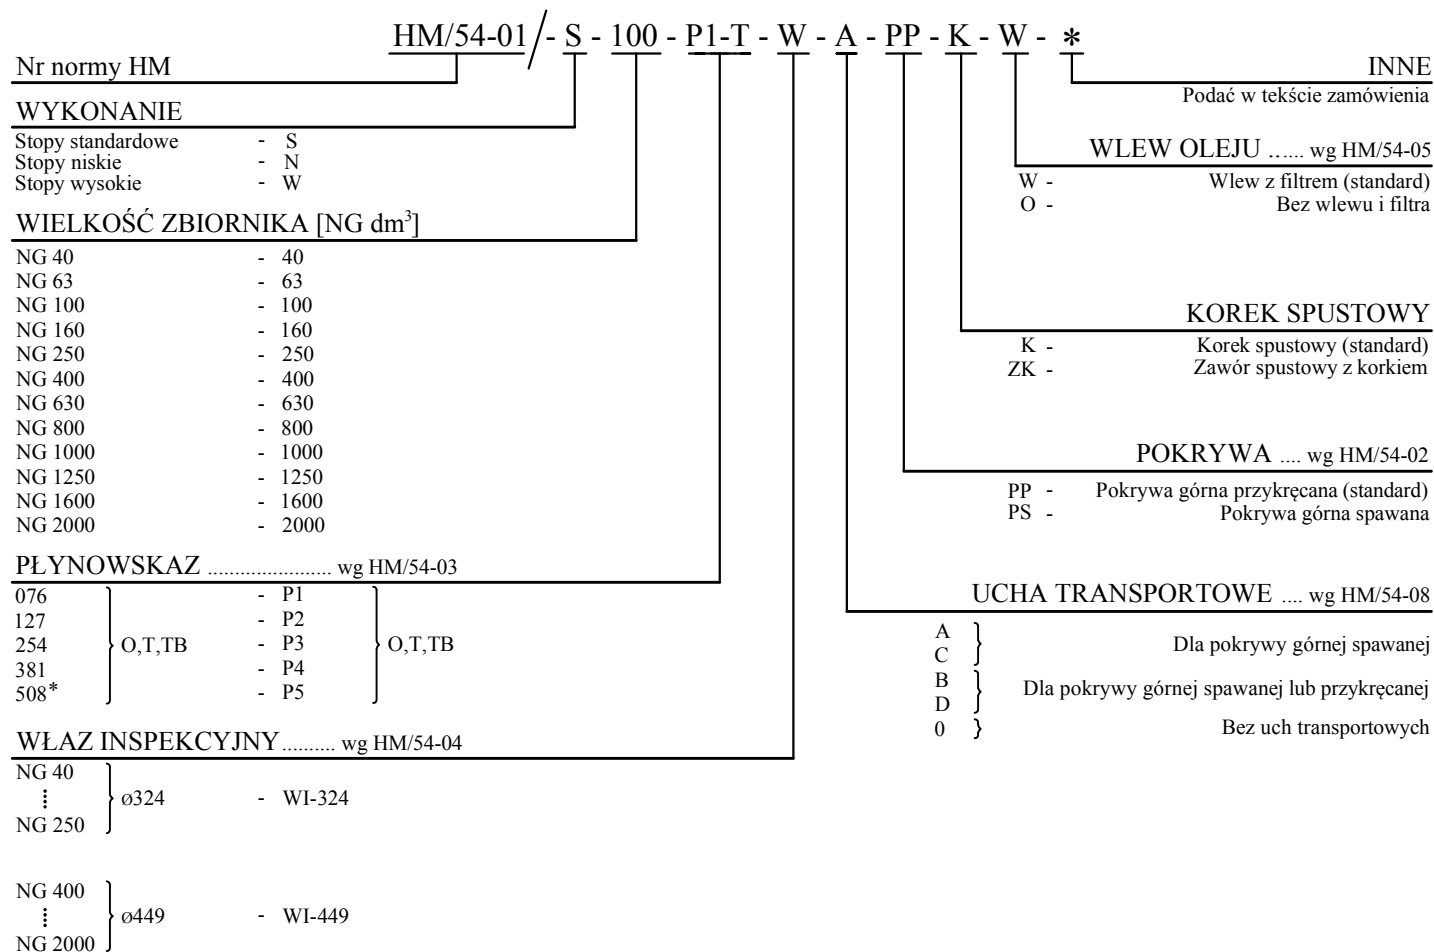 HM/54-01/- S - 100 - P1-T - W - A - PP - K - W - *
Nr normy HM
WYKONANIE
Stopy standardowe - S
Stopy niskie - N
Stopy wysokie - W
WIELKOŚĆ ZBIORNIKA [NG dm³]
NG 40 - 40
NG 63 - 63
NG 100 - 100
NG 160 - 160
NG 250 - 250
NG 400 - 400
NG 630 - 630
NG 800 - 800
NG 1000 - 1000
NG 1250 - 1250
NG 1600 - 1600
NG 2000 - 2000
PŁYNOWSKAZ ....................... wg HM/54-03
076 - P1
127 - P2
254 } O,T,TB - P3 } O,T,TB
381 - P4
508* - P5
WŁAZ INSPEKCYJNY .......... wg HM/54-04
NG 40
ø324 - WI-324
NG 250
NG 400
ø449 - WI-449
NG 2000
INNE
Podać w tekście zamówienia
WLEW OLEJU ...... wg HM/54-05
W - Wlew z filtrem (standard)
O - Bez wlewu i filtra
KOREK SPUSTOWY
K - Korek spustowy (standard)
ZK - Zawór spustowy z korkiem
POKRYWA .... wg HM/54-02
PP - Pokrywa górna przykręcana (standard)
PS - Pokrywa górna spawana
UCHA TRANSPORTOWE .... wg HM/54-08
A
C } Dla pokrywy górnej spawanej
B
D } Dla pokrywy górnej spawanej lub przykręcanej
0 } Bez uch transportowych